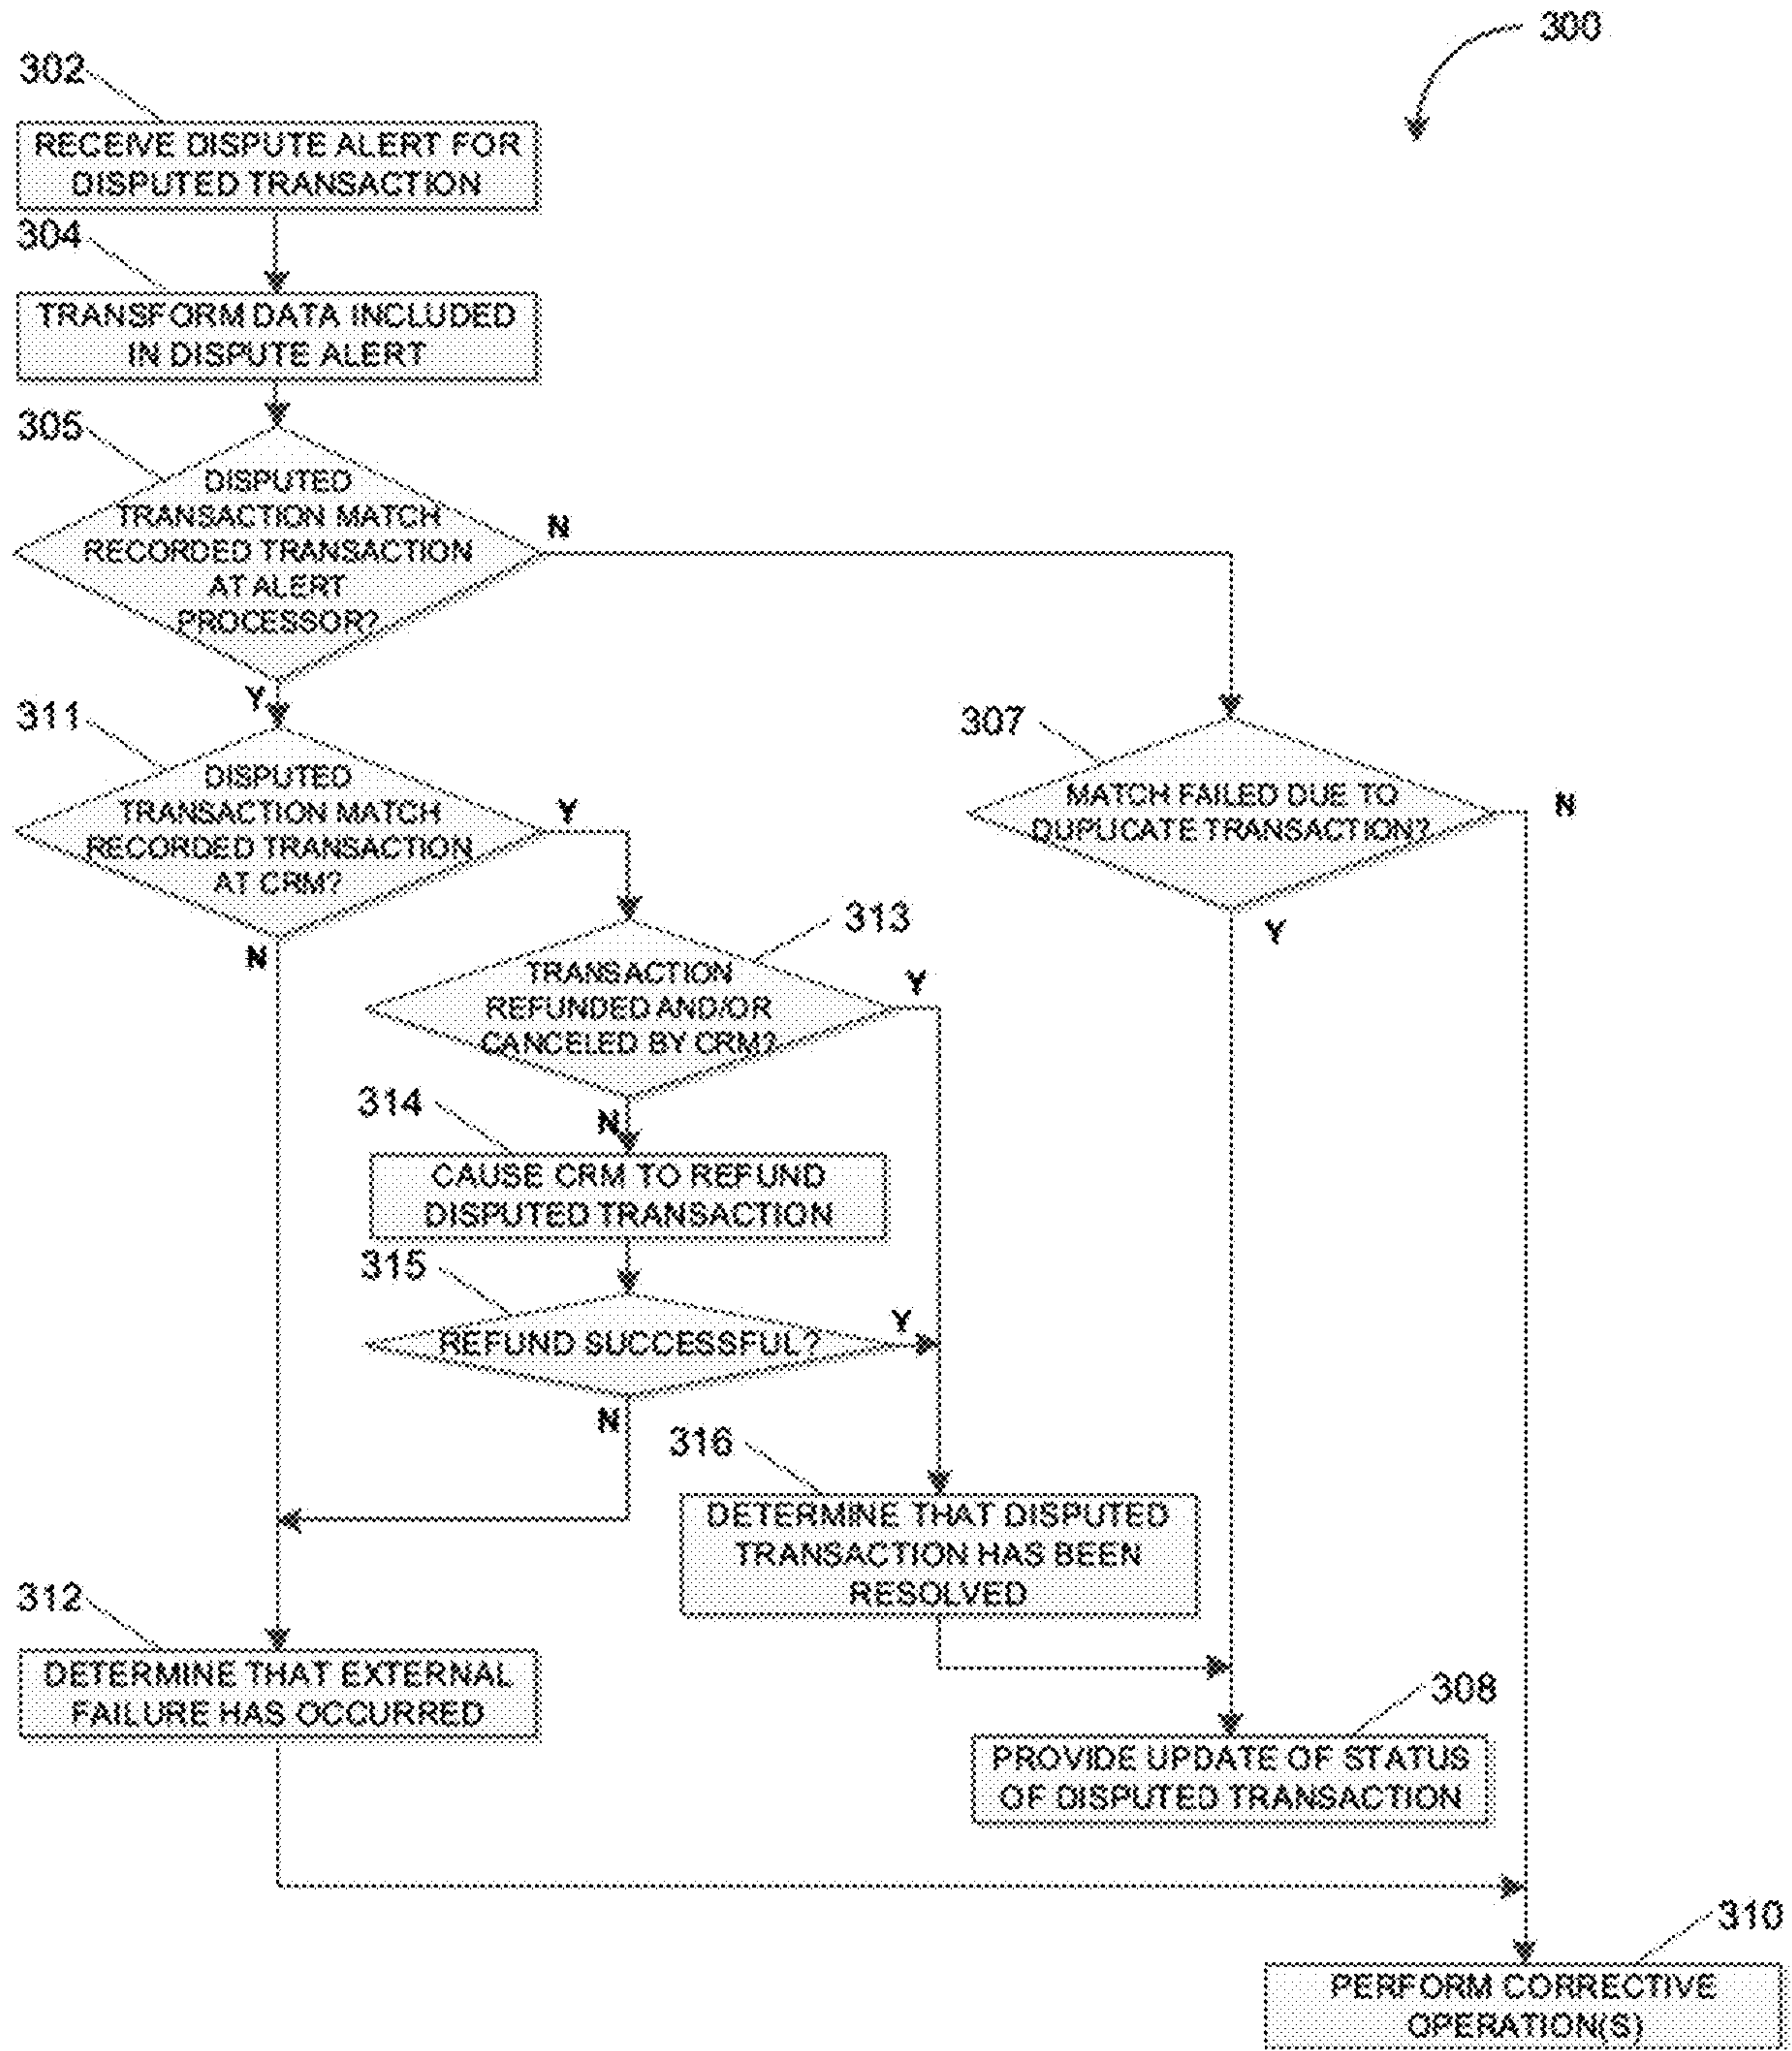 300
302
RECEIVE DISPUTE ALERT FOR
DISPUTED TRANSACTION
304
TRANSFORM DATA INCLUDED
IN DISPUTE ALERT
305
DISPUTED
TRANSACTION MATCH
RECORDED TRANSACTION
AT ALERT
PROCESSOR?
N
Y
311
DISPUTED
TRANSACTION MATCH
RECORDED TRANSACTION
AT CRM?
Y
N
307
MATCH FAILED DUE TO
DUPLICATE TRANSACTION?
N
Y
313
TRANSACTION
REFUNDED AND/OR
CANCELED BY CRM?
Y
N
314
CAUSE CRM TO REFUND
DISPUTED TRANSACTION
315
REFUND SUCCESSFUL?
Y
N
316
DETERMINE THAT DISPUTED
TRANSACTION HAS BEEN
RESOLVED
312
DETERMINE THAT EXTERNAL
FAILURE HAS OCCURRED
308
PROVIDE UPDATE OF STATUS
OF DISPUTED TRANSACTION
310
PERFORM CORRECTIVE
OPERATION(S)